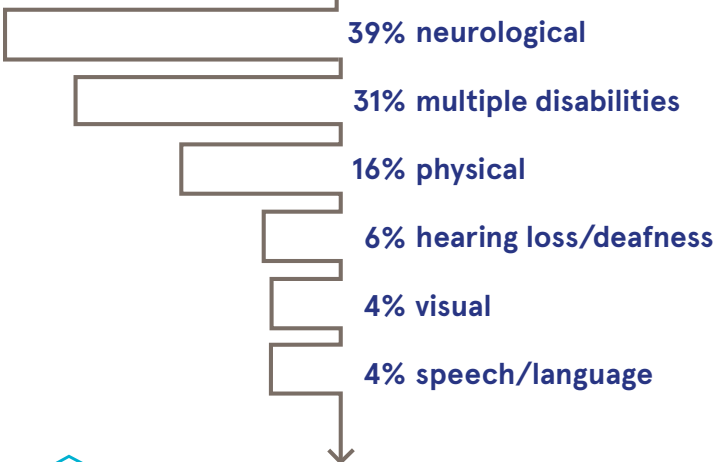 39% neurological
31% multiple disabilities
16% physical
6% hearing loss/deafness
4% visual
4% speech/language